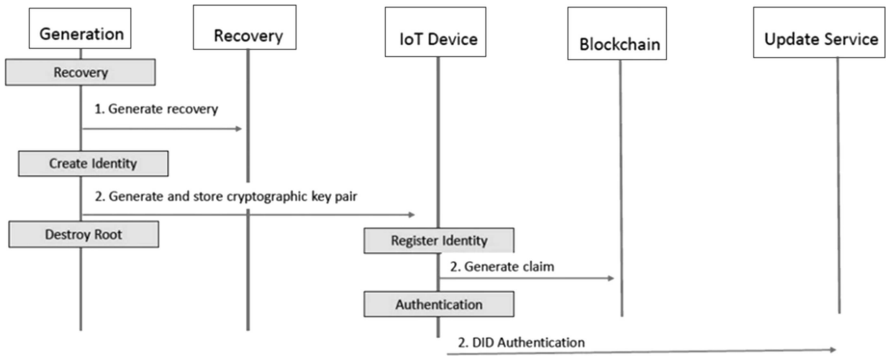 Generation
Recovery
IoT Device
Blockchain
Update Service
Recovery
1. Generate recovery
Create Identity
2. Generate and store cryptographic key pair
Destroy Root
Register Identity
2. Generate claim
Authentication
2. DID Authentication